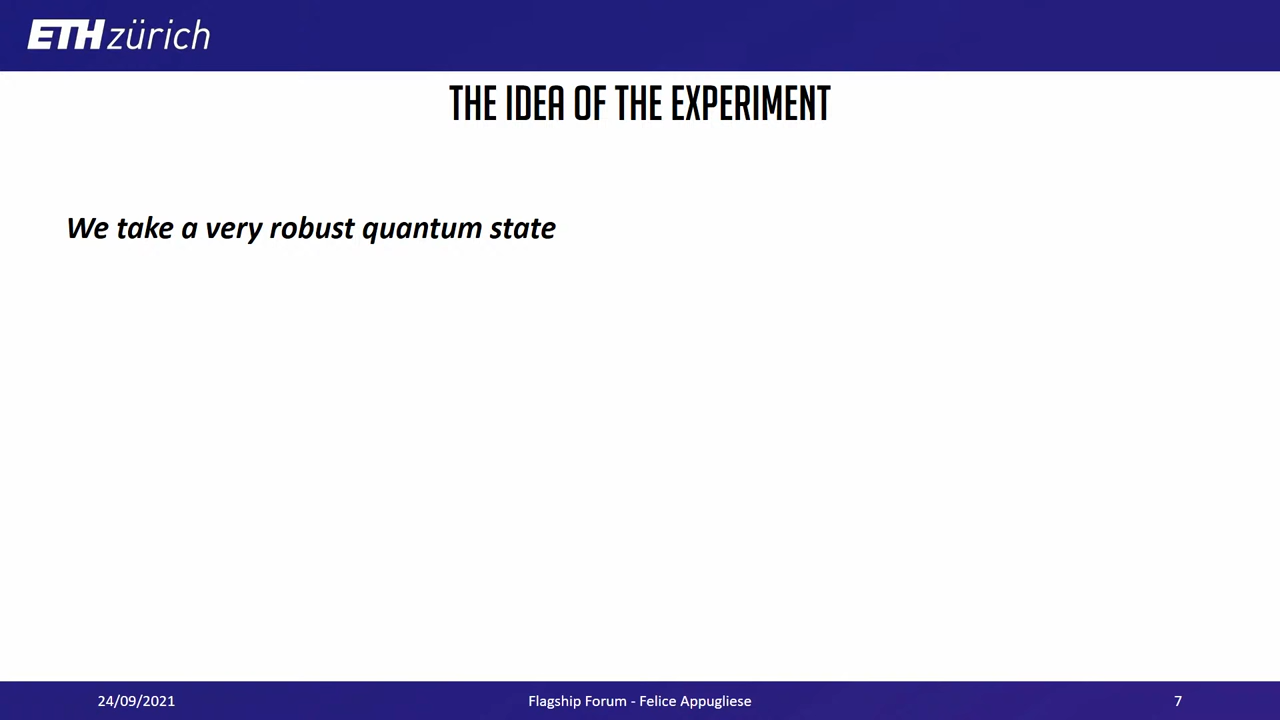 ETH zürich
THE IDEA OF THE EXPERIMENT
We take a very robust quantum state
24/09/2021
Flagship Forum - Felice Appugliese
7